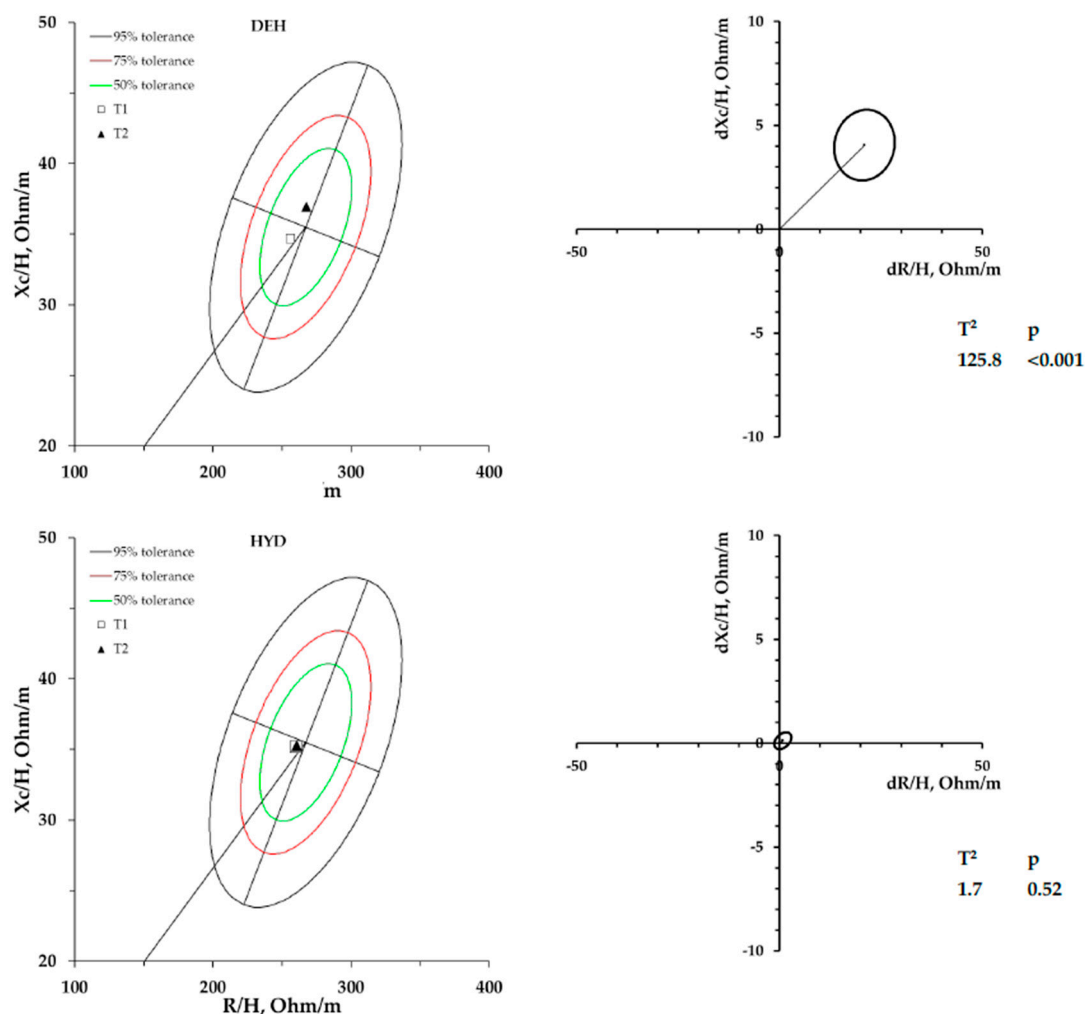 50
DEH
95% tolerance
75% tolerance
50% tolerance
T1
T2
40
30
20
Xc/H, Ohm/m
100
200
300
400
m
10
5
0
-5
-10
dXc/H, Ohm/m
-50
0
50
dR/H, Ohm/m
T² p
125.8 <0.001
50
HYD
95% tolerance
75% tolerance
50% tolerance
T1
T2
40
30
20
Xc/H, Ohm/m
100
200
300
400
R/H, Ohm/m
10
5
0
-5
-10
dXc/H, Ohm/m
-50
0
50
dR/H, Ohm/m
T² p
1.7 0.52